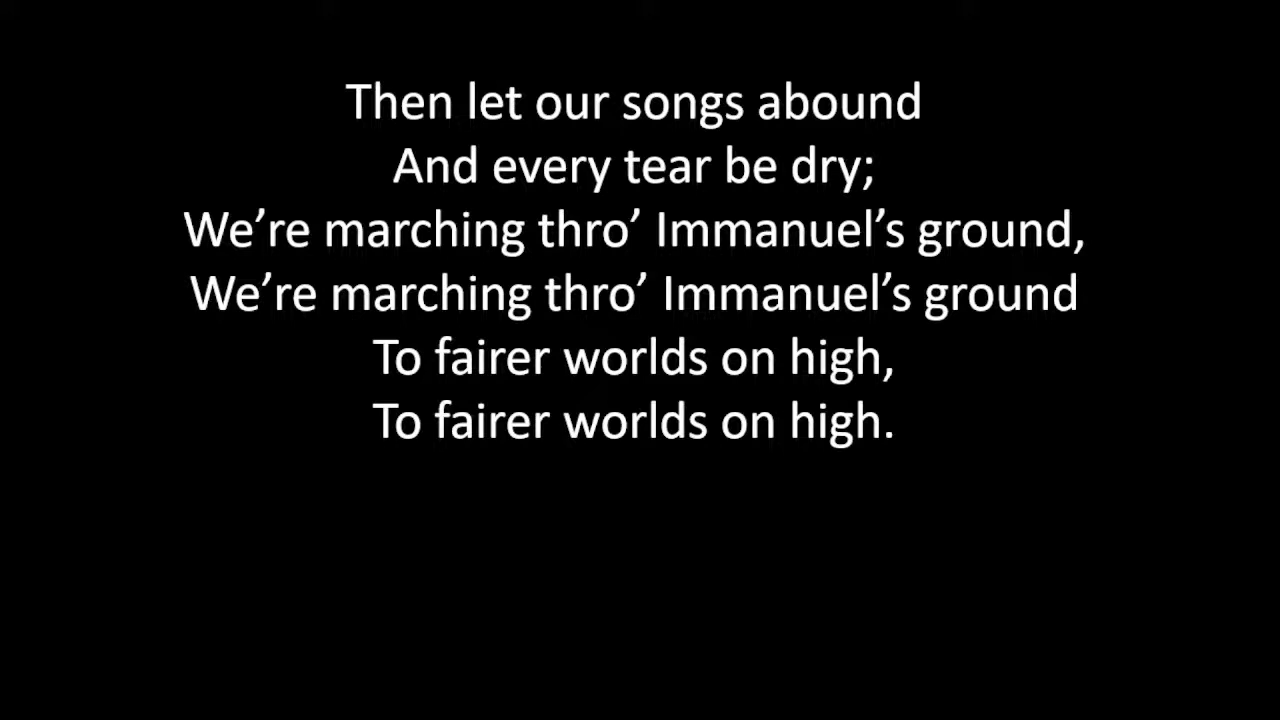 Then let our songs abound
And every tear be dry;
We’re marching thro’ Immanuel’s ground,
We’re marching thro’ Immanuel’s ground
To fairer worlds on high,
To fairer worlds on high.